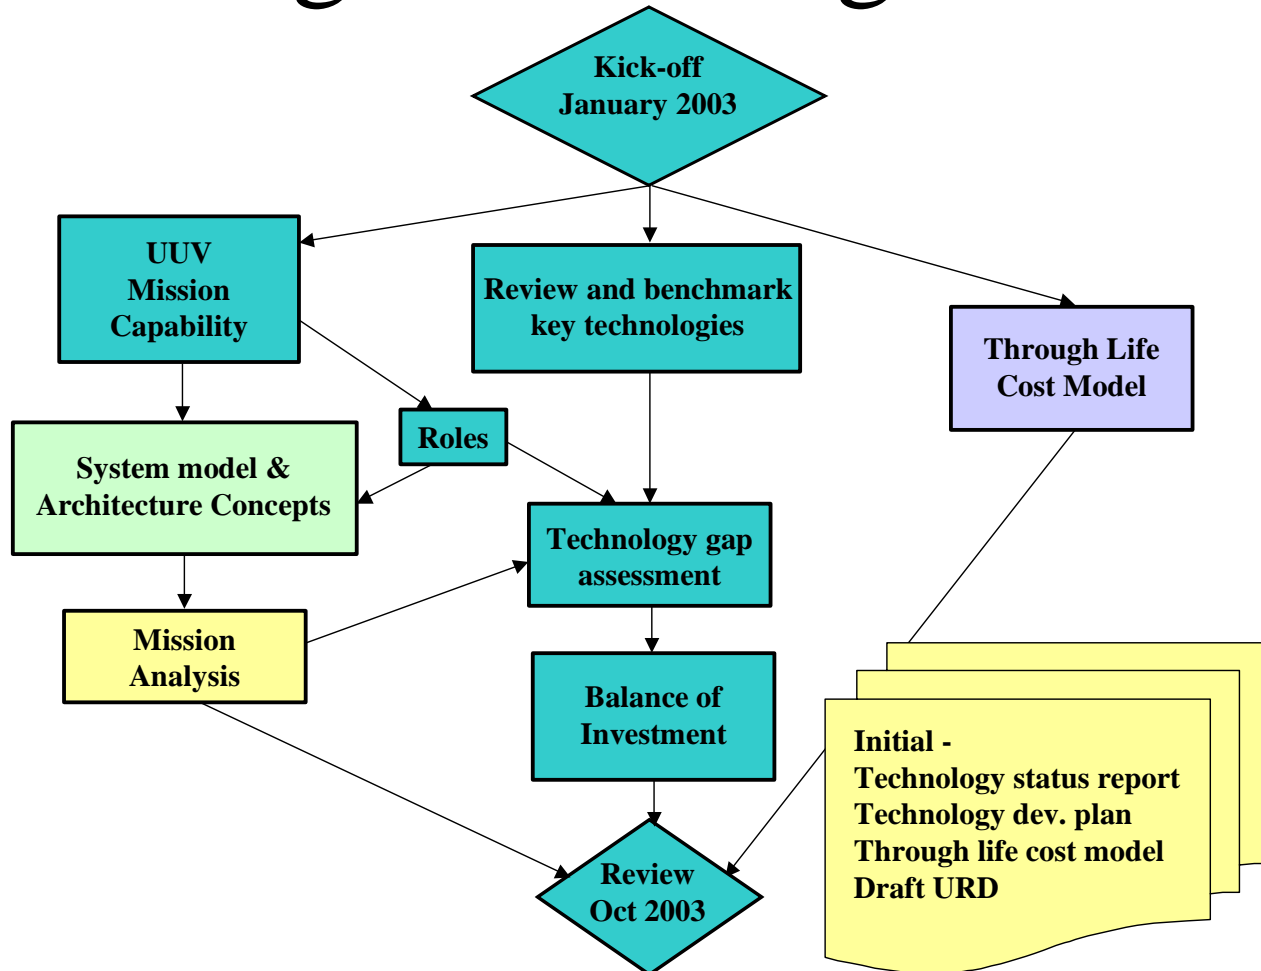 Kick-off
January 2003
UUV
Mission
Capability
Review and benchmark
key technologies
Through Life
Cost Model
Roles
System model &
Architecture Concepts
Technology gap
assessment
Mission
Analysis
Balance of
Investment
Initial -
Technology status report
Technology dev. plan
Through life cost model
Draft URD
Review
Oct 2003